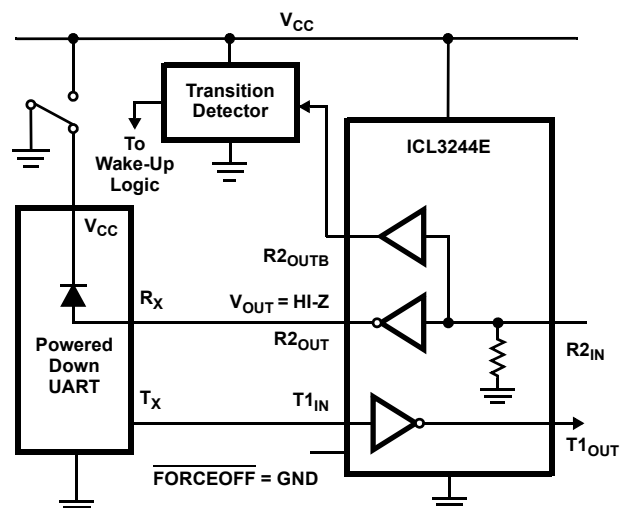 VCC
Transition
Detector
To
Wake-Up
Logic
ICL3244E
VCC
R2OUTB
RX
VOUT = HI-Z
R2OUT
R2IN
Powered
Down
UART
TX
T1IN
T1OUT
FORCEOFF = GND